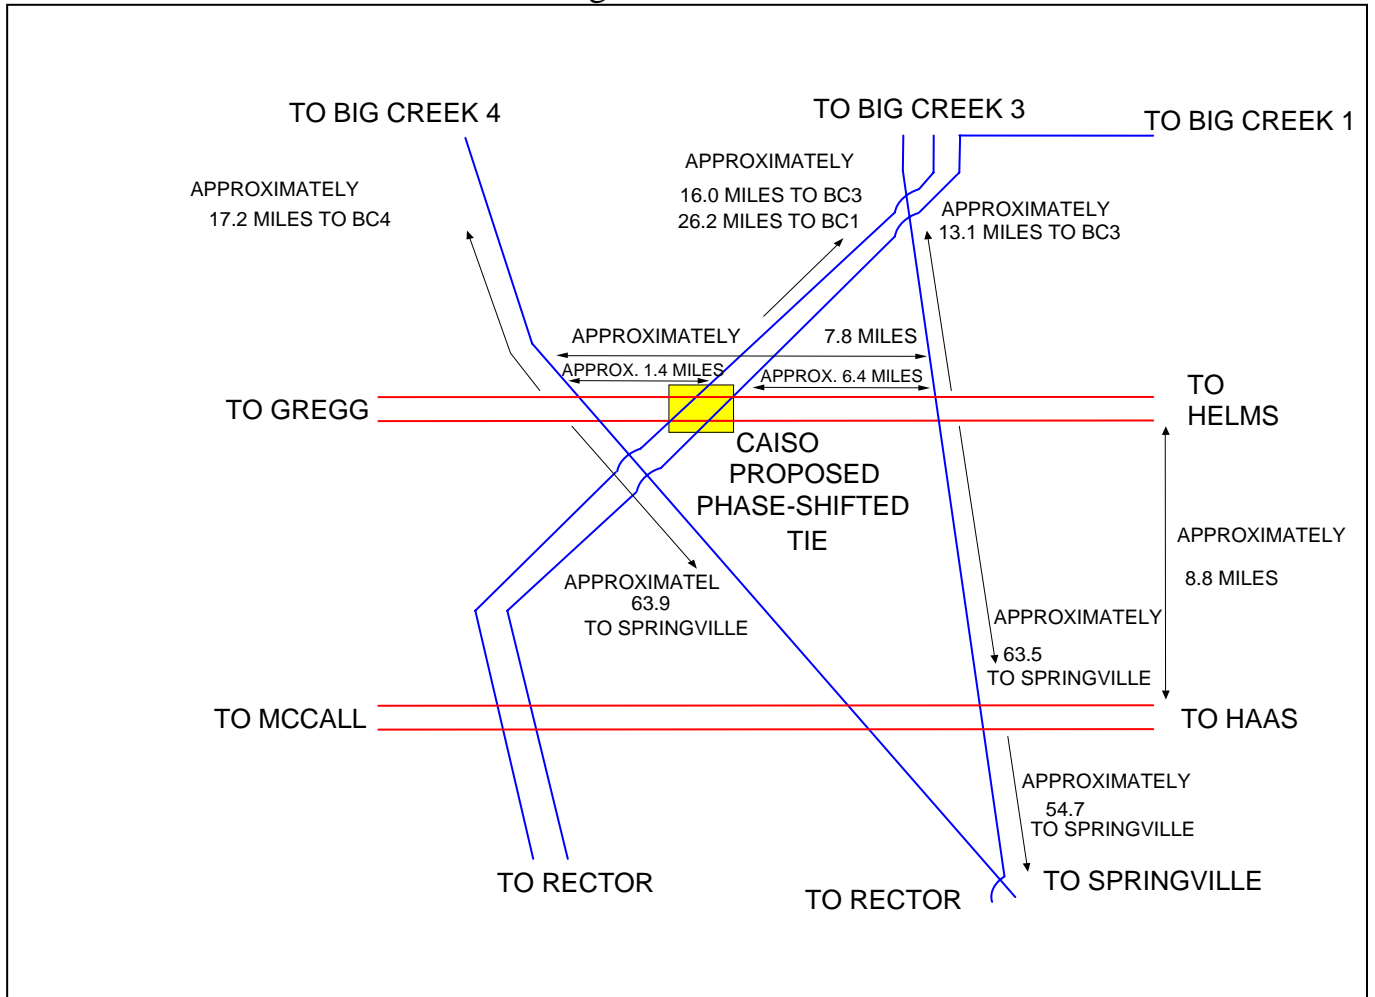 TO BIG CREEK 4
TO BIG CREEK 3
TO BIG CREEK 1
APPROXIMATELY
17.2 MILES TO BC4
APPROXIMATELY
16.0 MILES TO BC3
26.2 MILES TO BC1
APPROXIMATELY
13.1 MILES TO BC3
APPROXIMATELY 7.8 MILES
APPROX. 1.4 MILES
APPROX. 6.4 MILES
TO GREGG
TO
HELMS
CAISO
PROPOSED
PHASE-SHIFTED
TIE
APPROXIMATELY
8.8 MILES
APPROXIMATEL
63.9
TO SPRINGVILLE
APPROXIMATELY
63.5
TO SPRINGVILLE
TO MCCALL
TO HAAS
APPROXIMATELY
54.7
TO SPRINGVILLE
TO RECTOR
TO RECTOR
TO SPRINGVILLE